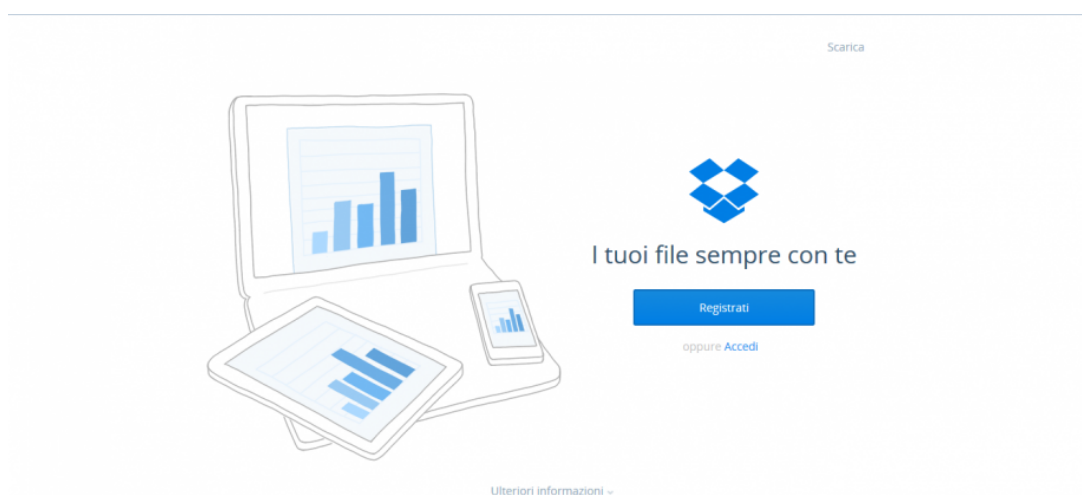 Scarica
I tuoi file sempre con te
Registrati
oppure Accedi
Ulteriori informazioni